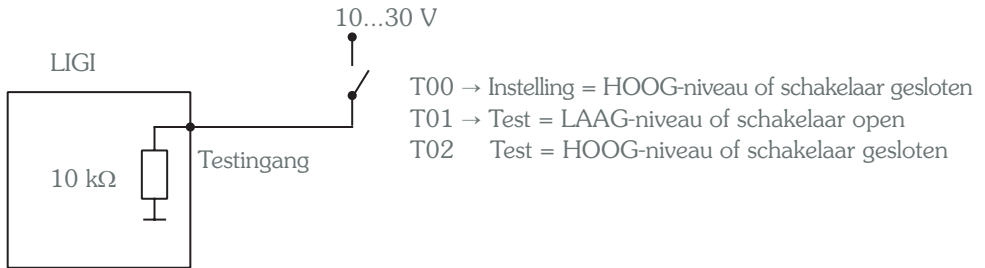 10...30 V
LIGI
T00 → Instelling = HOOG-niveau of schakelaar gesloten
T01 → Test = LAAG-niveau of schakelaar open
T02 Test = HOOG-niveau of schakelaar gesloten
Testingang
10 kΩ